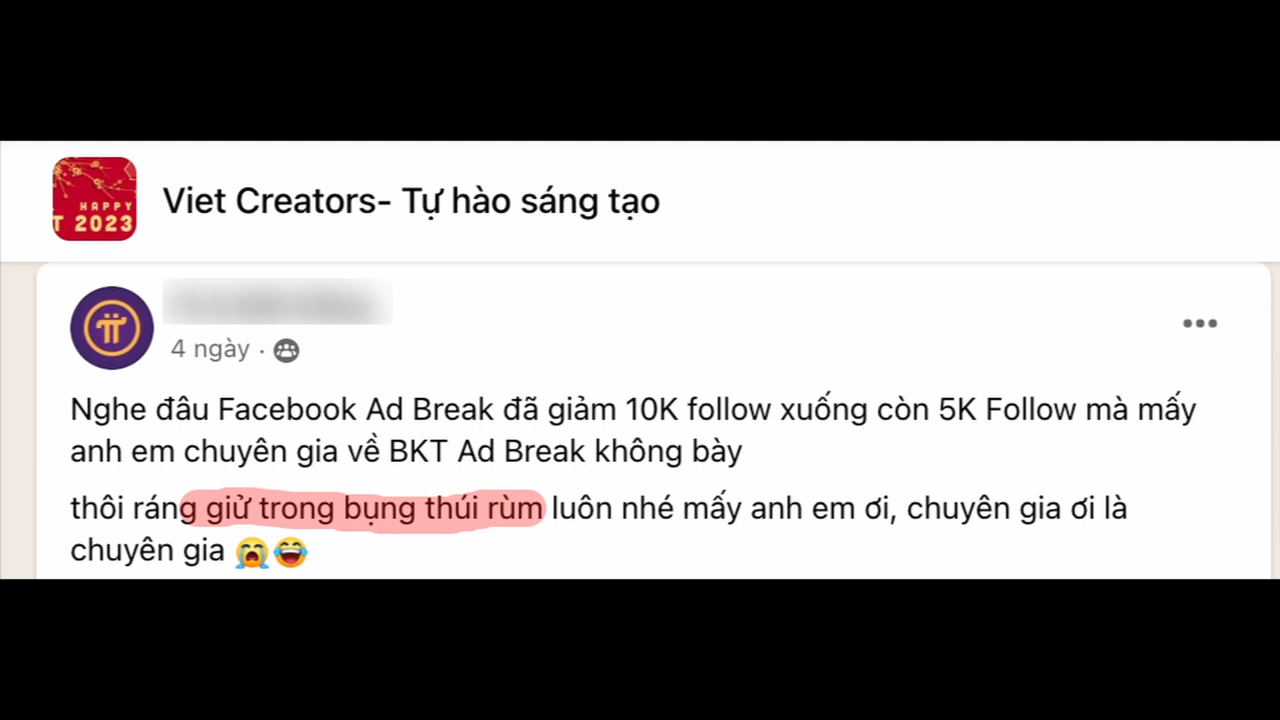 HAPPY
T 2023
Viet Creators- Tự hào sáng tạo
4 ngày ·
Nghe đâu Facebook Ad Break đã giảm 10K follow xuống còn 5K Follow mà mấy
anh em chuyên gia về BKT Ad Break không bày
thôi ráng giử trong bụng thúi rùm luôn nhé mấy anh em ơi, chuyên gia ơi là
chuyên gia 😭😂